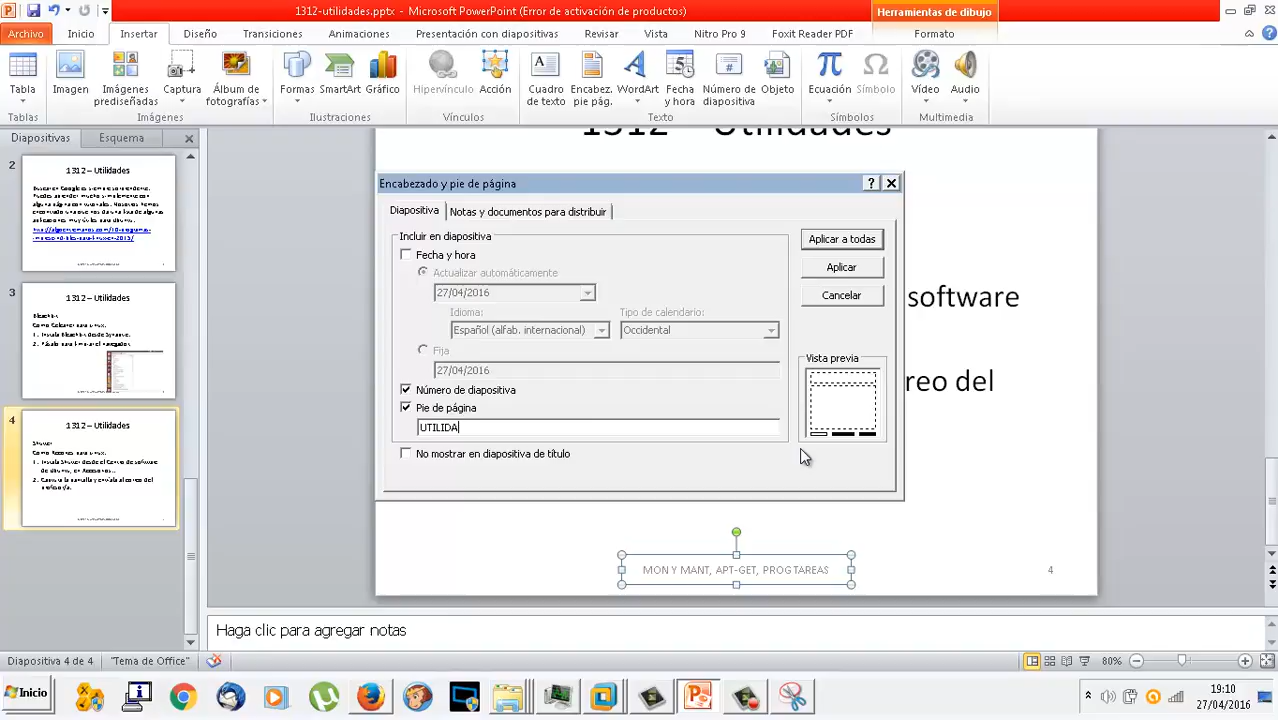 1312-utilidades.pptx - Microsoft PowerPoint (Error de activación de productos)
Herramientas de dibujo
Archivo Inicio Insertar Diseño Transiciones Animaciones Presentación con diapositivas Revisar Vista Nitro Pro 3 Foxit Reader PDF Formato
Tabla
Imagen
Imágenes prediseñadas
Captura
Álbum de fotografías
Formas
SmartArt
Gráfico
Hipervínculo
Acción
Cuadro de texto
Encabez. pie pág.
WordArt
Fecha y hora
Número de diapositiva
Objeto
Ecuación
Símbolo
Video
Audio
Tablas Imágenes Ilustraciones Vínculos Texto Símbolos Multimedia
Diapositivas Esquema
2
1312 – Utilidades
3
1312 – Utilidades
4
1312 – Utilidades
1312 – Utilidades
software
reo del
MON Y MANT, APT-GET, PROG TAREAS
4
Encabezado y pie de página
Diapositiva
Notas y documentos para distribuir
Incluir en diapositiva
Fecha y hora
Actualizar automáticamente
27/04/2016
Idioma:
Tipo de calendario:
Español (alfab. internacional)
Occidental
Fija
27/04/2016
Número de diapositiva
Pie de página
UTILIDA
No mostrar en diapositiva de título
Aplicar a todas
Aplicar
Cancelar
Vista previa
Haga clic para agregar notas
Diapositiva 4 de 4
"Tema de Office"
80%
Inicio
19:10
27/04/2016